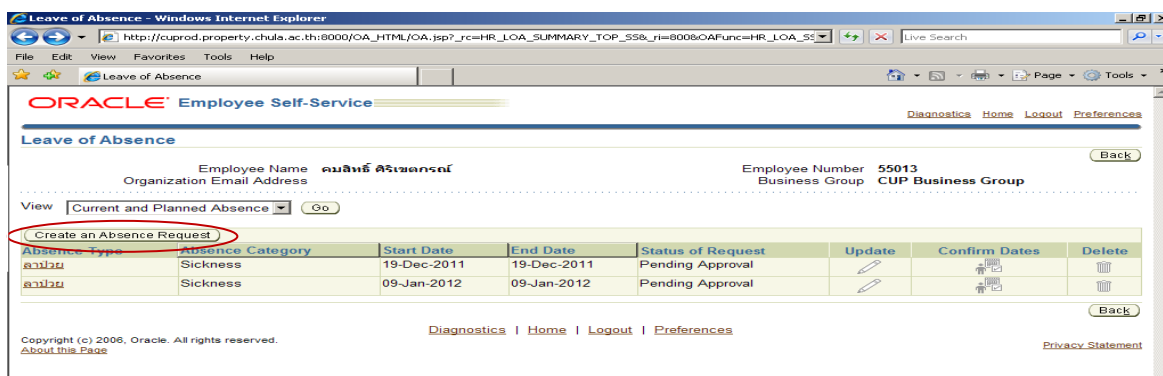 Leave of Absence - Windows Internet Explorer
http://cuprod.property.chula.ac.th:8000/OA_HTML/OA.jsp?_rc=HR_LOA_SUMMARY_TOP_SS&_ri=800&OAFunc=HR_LOA_SS
Live Search
File Edit View Favorites Tools Help
Leave of Absence
Page Tools
ORACLE Employee Self-Service
Diagnostics Home Logout Preferences
Leave of Absence
Back
Employee Name คมสิทธิ์ ศิริเขตกรณ์ Employee Number 55013
Organization Email Address Business Group CUP Business Group
View Current and Planned Absence Go
Create an Absence Request
Absence Type Absence Category Start Date End Date Status of Request Update Confirm Dates Delete
ลาป่วย Sickness 19-Dec-2011 19-Dec-2011 Pending Approval
ลาป่วย Sickness 09-Jan-2012 09-Jan-2012 Pending Approval
Back
Diagnostics | Home | Logout | Preferences
Copyright (c) 2006, Oracle. All rights reserved.
About this Page
Privacy Statement